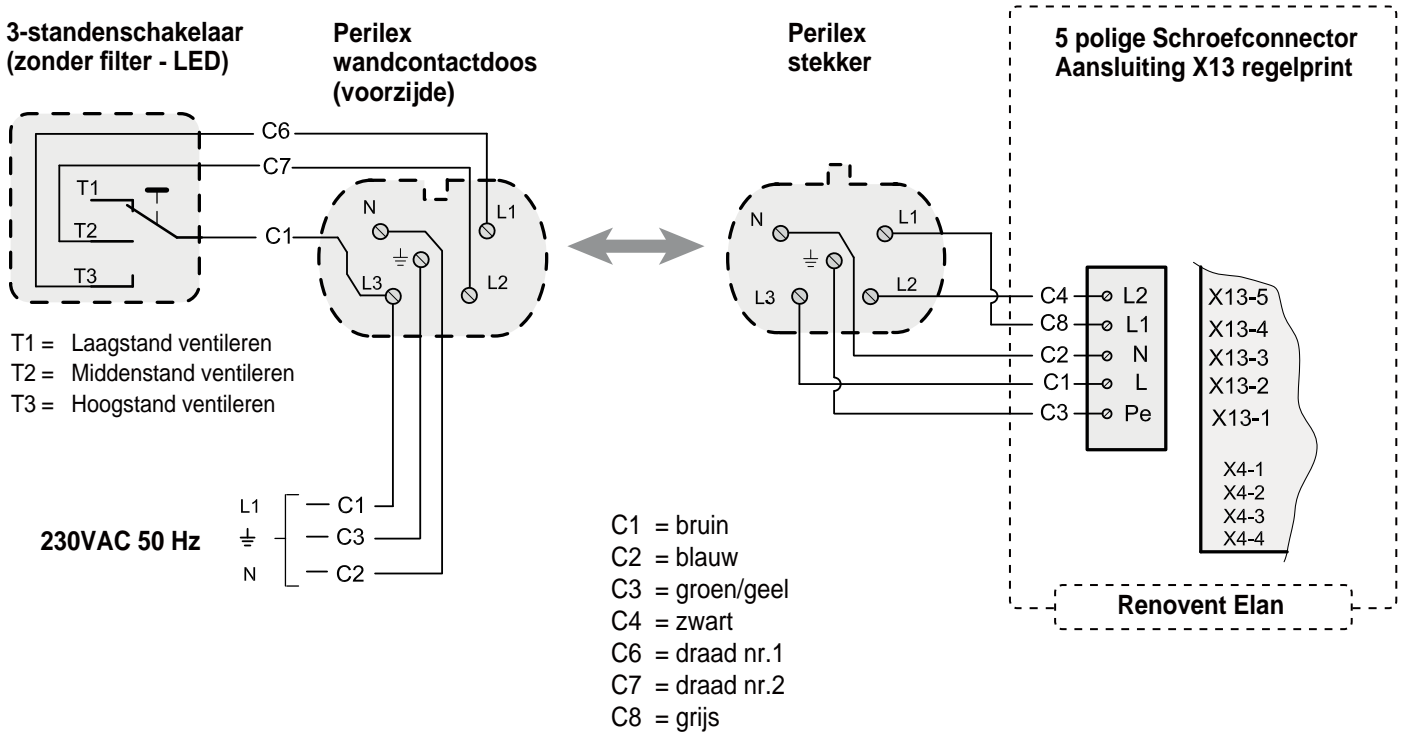 3-standenschakelaar
(zonder filter - LED)
Perilex
wandcontactdoos
(voorzijde)
Perilex
stekker
5 polige Schroefconnector
Aansluiting X13 regelprint
C6
C7
C1
T1
T2
T3
N
L1
L3
L2
N
L1
L3
L2
C4
C8
C2
C1
C3
L2
L1
N
L
Pe
X13-5
X13-4
X13-3
X13-2
X13-1
X4-1
X4-2
X4-3
X4-4
T1 = Laagstand ventileren
T2 = Middenstand ventileren
T3 = Hoogstand ventileren
230VAC 50 Hz
L1
N
C1
C3
C2
C1 = bruin
C2 = blauw
C3 = groen/geel
C4 = zwart
C6 = draad nr.1
C7 = draad nr.2
C8 = grijs
Renovent Elan